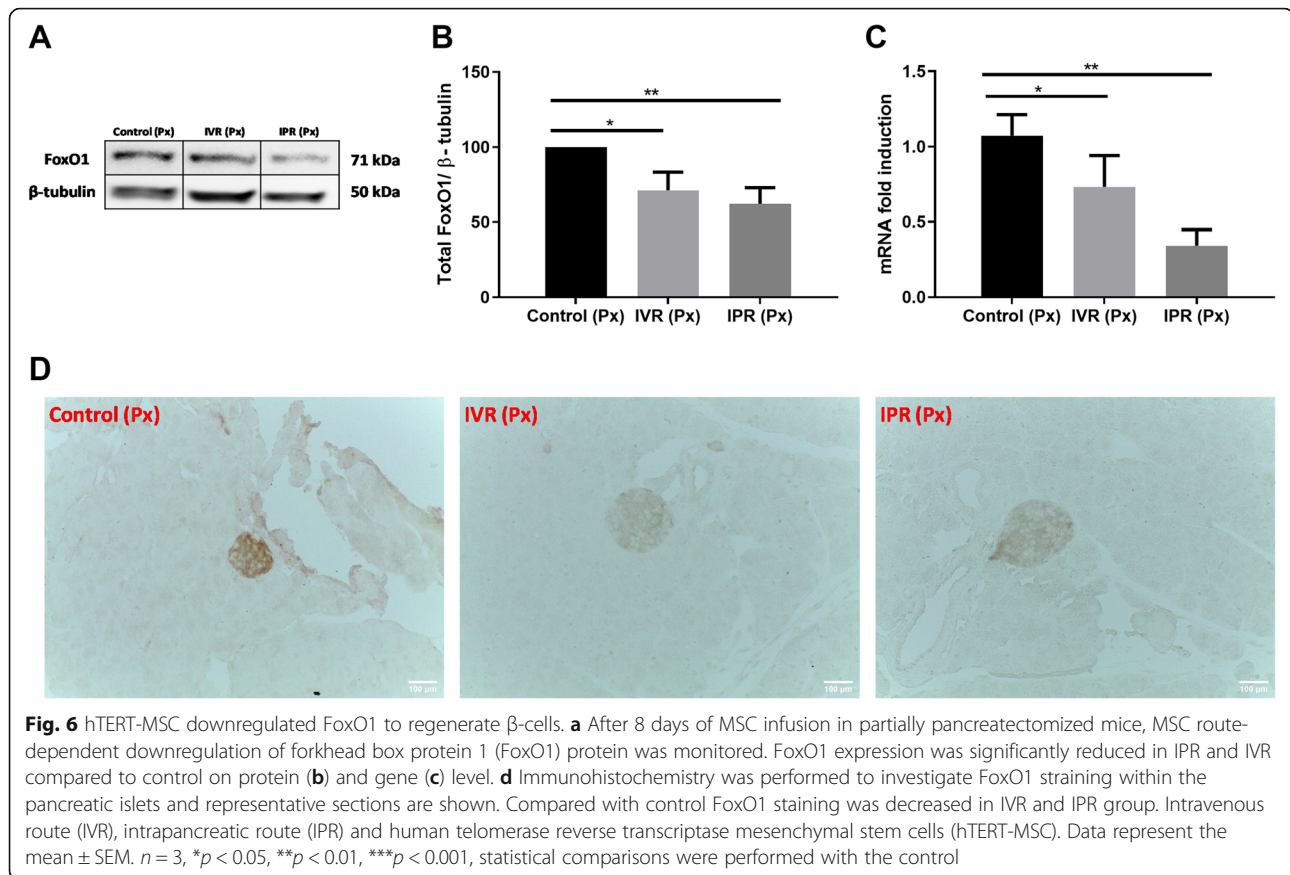 A
Control (Px) IVR (Px) IPR (Px)
FoxO1 71 kDa
β-tubulin 50 kDa
B
Total FoxO1/ β- tubulin
150
100
50
0
**
*
Control (Px) IVR (Px) IPR (Px)
C
mRNA fold induction
1.5
1.0
0.5
0.0
**
*
Control (Px) IVR (Px) IPR (Px)
D
Control (Px)
100 µm
IVR (Px)
100 µm
IPR (Px)
100 µm
Fig. 6 hTERT-MSC downregulated FoxO1 to regenerate β-cells. a After 8 days of MSC infusion in partially pancreatectomized mice, MSC route-
dependent downregulation of forkhead box protein 1 (FoxO1) protein was monitored. FoxO1 expression was significantly reduced in IPR and IVR
compared to control on protein (b) and gene (c) level. d Immunohistochemistry was performed to investigate FoxO1 straining within the
pancreatic islets and representative sections are shown. Compared with control FoxO1 staining was decreased in IVR and IPR group. Intravenous
route (IVR), intrapancreatic route (IPR) and human telomerase reverse transcriptase mesenchymal stem cells (hTERT-MSC). Data represent the
mean ± SEM. n = 3, *p < 0.05, **p < 0.01, ***p < 0.001, statistical comparisons were performed with the control